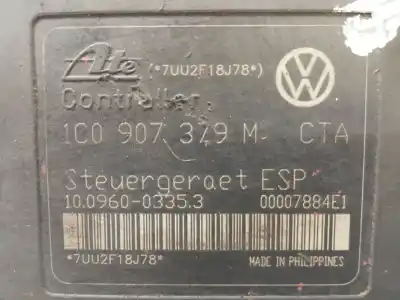 Ate (*7UU2F18J78*)
Controller
1C0 907 379 M CTA
Steuergeraet ESP
10.0960-0335.3 00007884E1
*7UU2F18J78* MADE IN PHILIPPINES